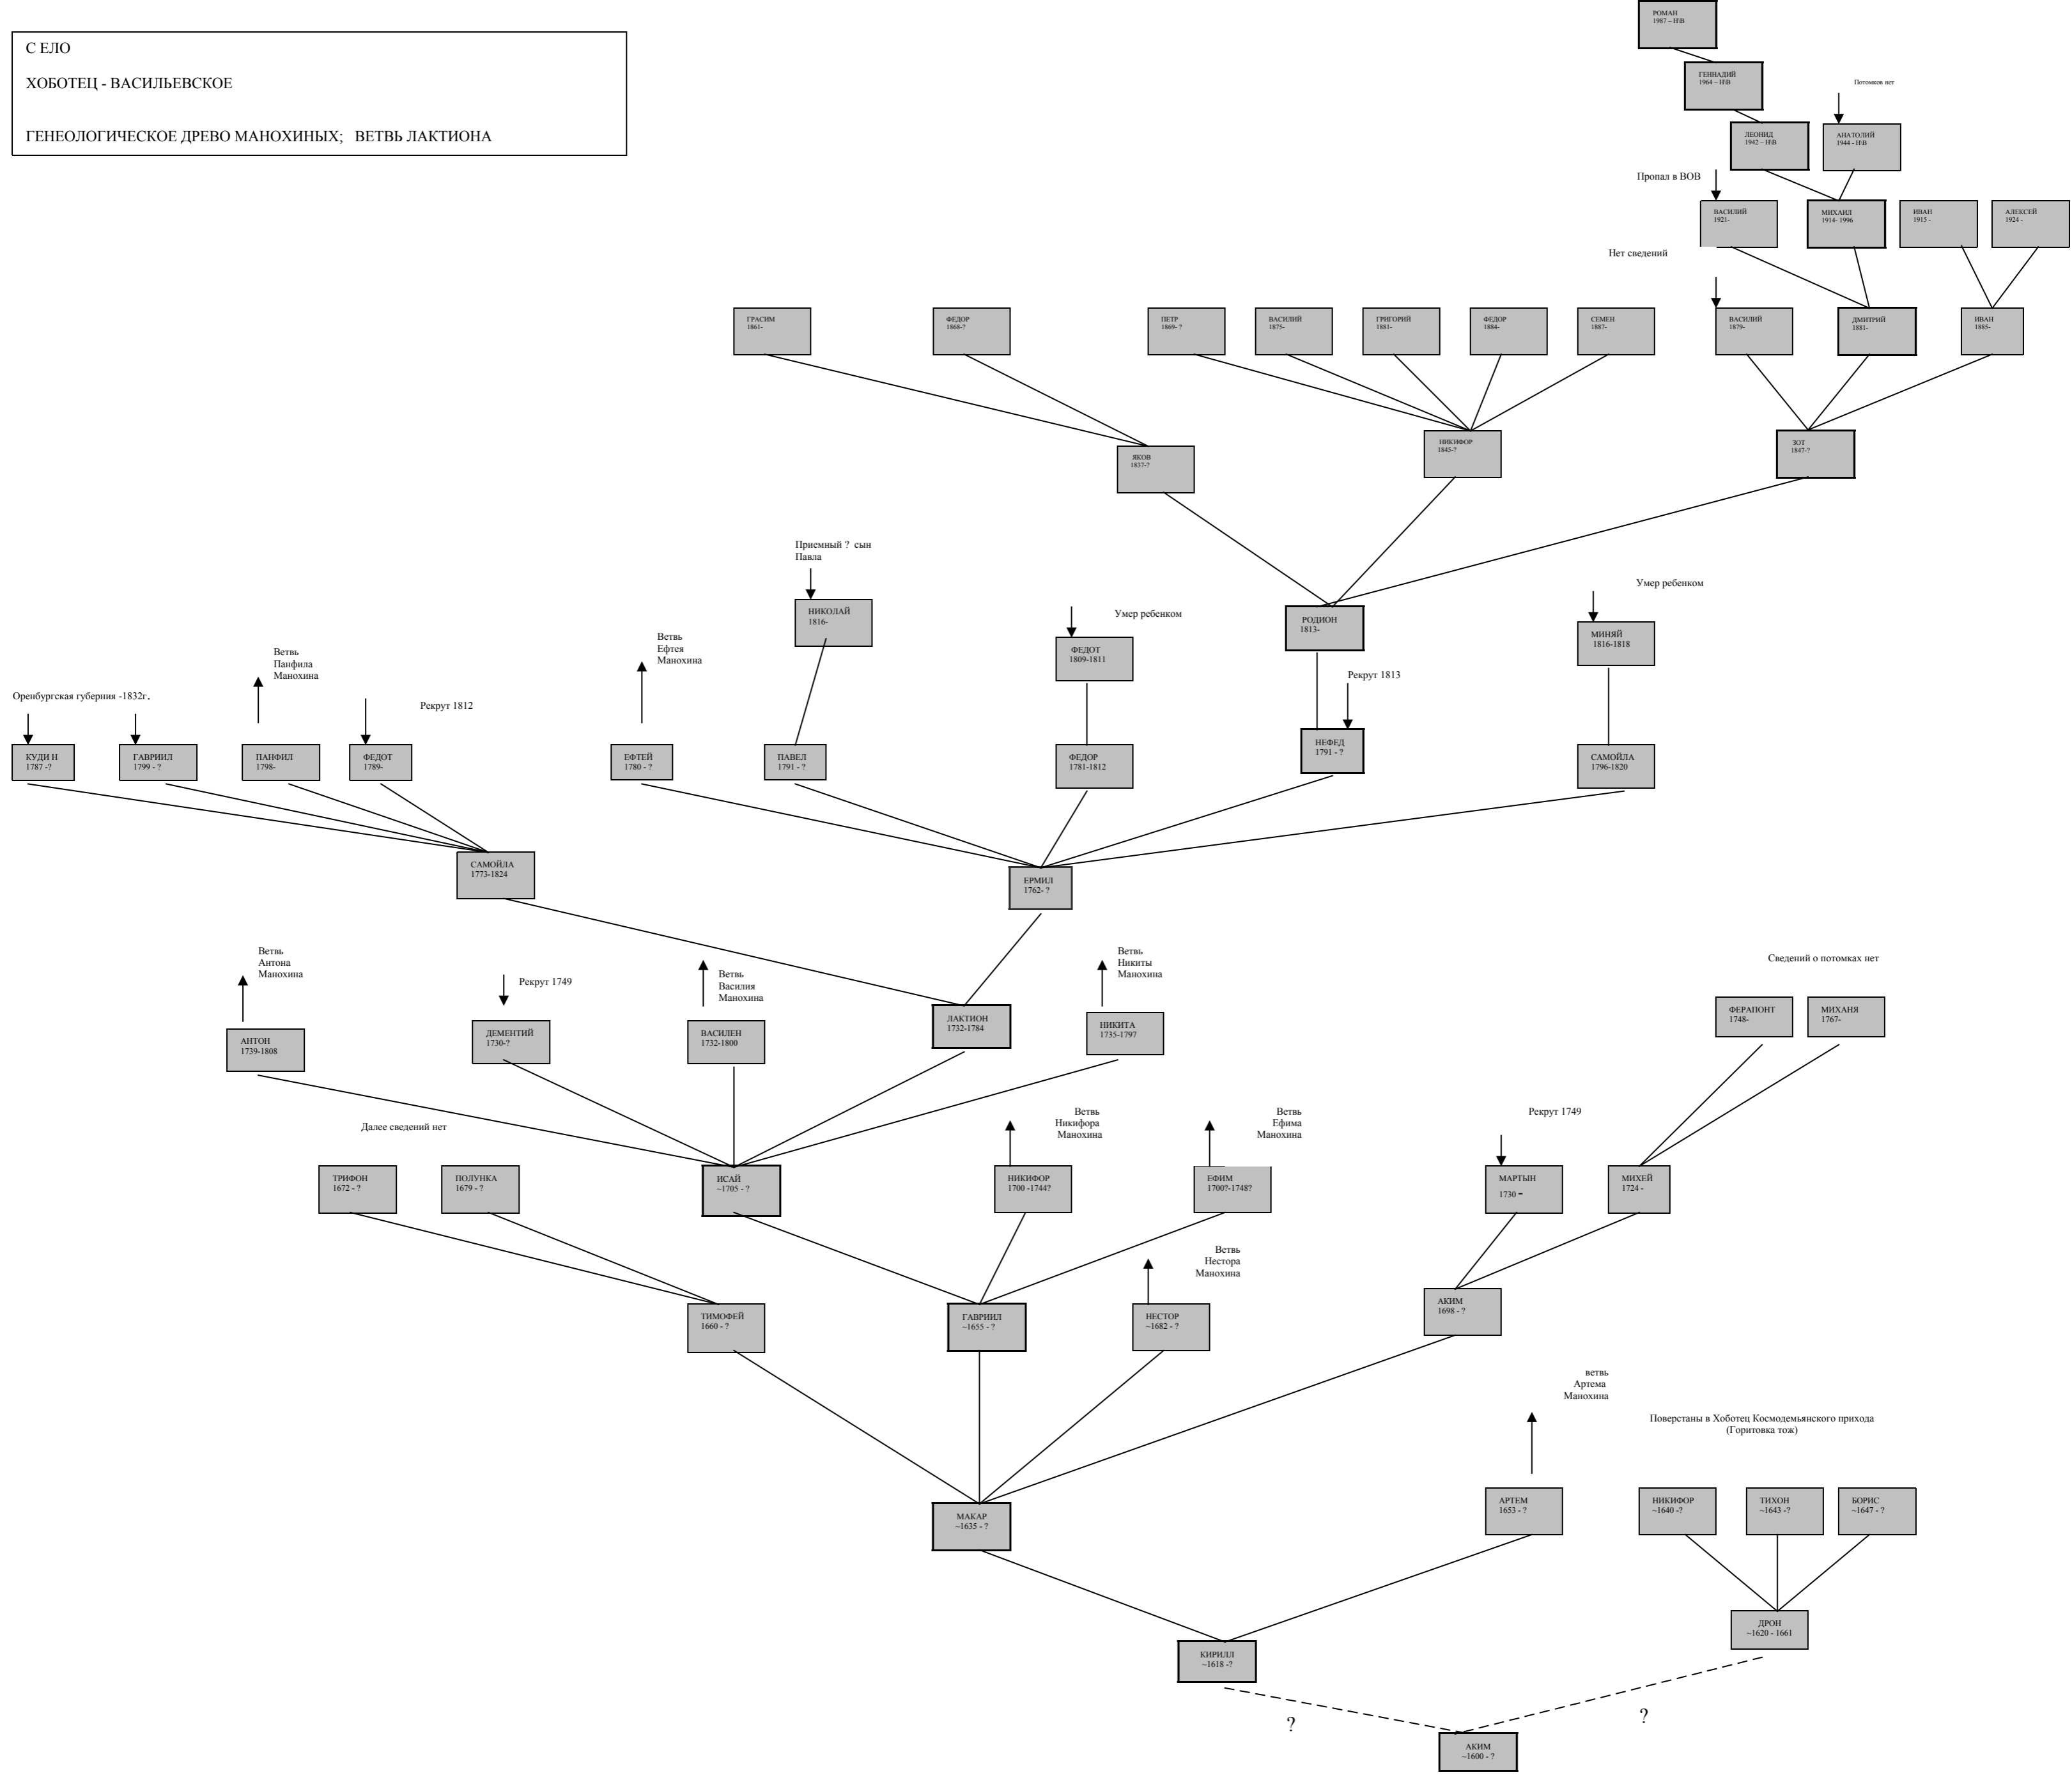 С ЕЛО
ХОБОТЕЦ - ВАСИЛЬЕВСКОЕ
ГЕНЕОЛОГИЧЕСКОЕ ДРЕВО МАНОХИНЫХ; ВЕТВЬ ЛАКТИОНА
РОМАН
1987 – Н\В
ГЕННАДИЙ
1964 – Н\В
Потомков нет
ЛЕОНИД
1942 – Н\В
АНАТОЛИЙ
1944 - Н\В
Пропал в ВОВ
ВАСИЛИЙ
1921-
МИХАИЛ
1914- 1996
ИВАН
1915 -
АЛЕКСЕЙ
1924 -
Нет сведений
ГРАСИМ
1861-
ФЕДОР
1868-?
ПЕТР
1869- ?
ВАСИЛИЙ
1875-
ГРИГОРИЙ
1881-
ФЕДОР
1884-
СЕМЕН
1887-
ВАСИЛИЙ
1879-
ДМИТРИЙ
1881-
ИВАН
1885-
ЯКОВ
1837-?
НИКИФОР
1845-?
ЗОТ
1847-?
Приемный ? сын
Павла
НИКОЛАЙ
1816-
Умер ребенком
ФЕДОТ
1809-1811
РОДИОН
1813-
Умер ребенком
МИНЯЙ
1816-1818
Оренбургская губерния -1832г.
Ветвь
Панфила
Манохина
Рекрут 1812
Ветвь
Ефтея
Манохина
Рекрут 1813
КУДИ Н
1787 -?
ГАВРИИЛ
1799 - ?
ПАНФИЛ
1798-
ФЕДОТ
1789-
ЕФТЕЙ
1780 - ?
ПАВЕЛ
1791 - ?
ФЕДОР
1781-1812
НЕФЕД
1791 - ?
САМОЙЛА
1796-1820
САМОЙЛА
1773-1824
ЕРМИЛ
1762- ?
Ветвь
Антона
Манохина
Рекрут 1749
Ветвь
Василия
Манохина
Ветвь
Никиты
Манохина
Сведений о потомках нет
АНТОН
1739-1808
ДЕМЕНТИЙ
1730-?
ВАСИЛЕН
1732-1800
ЛАКТИОН
1732-1784
НИКИТА
1735-1797
ФЕРАПОНТ
1748-
МИХАНЯ
1767-
Далее сведений нет
Ветвь
Никифора
Манохина
Ветвь
Ефима
Манохина
Рекрут 1749
ТРИФОН
1672 - ?
ПОЛУНКА
1679 - ?
ИСАЙ
~1705 - ?
НИКИФОР
1700 -1744?
ЕФИМ
1700?-1748?
МАРТЫН
1730 -
МИХЕЙ
1724 -
Ветвь
Нестора
Манохина
ТИМОФЕЙ
1660 - ?
ГАВРИИЛ
~1655 - ?
НЕСТОР
~1682 - ?
АКИМ
1698 - ?
ветвь
Артема
Манохина
Поверстаны в Хоботец Космодемьянского прихода
(Горитовка тож)
МАКАР
~1635 - ?
АРТЕМ
1653 - ?
НИКИФОР
~1640 -?
ТИХОН
~1643 -?
БОРИС
~1647 - ?
ДРОН
~1620 - 1661
КИРИЛЛ
~1618 -?
?
?
АКИМ
~1600 - ?